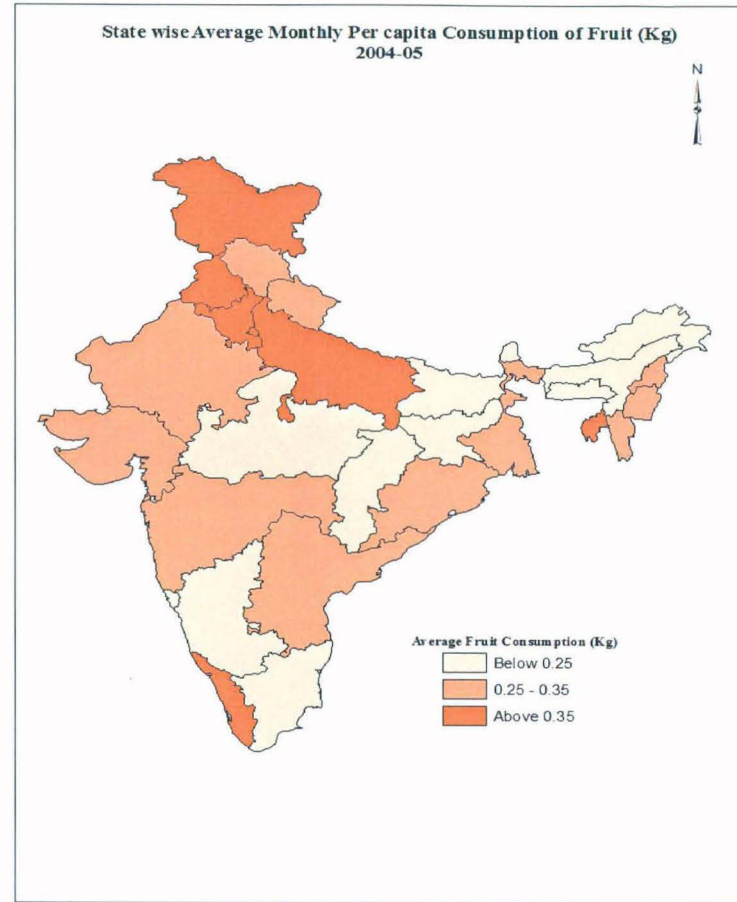 State wise Average Monthly Per capita Consumption of Fruit (Kg)
2004-05
N
Average Fruit Consumption (Kg)
Below 0.25
0.25 - 0.35
Above 0.35